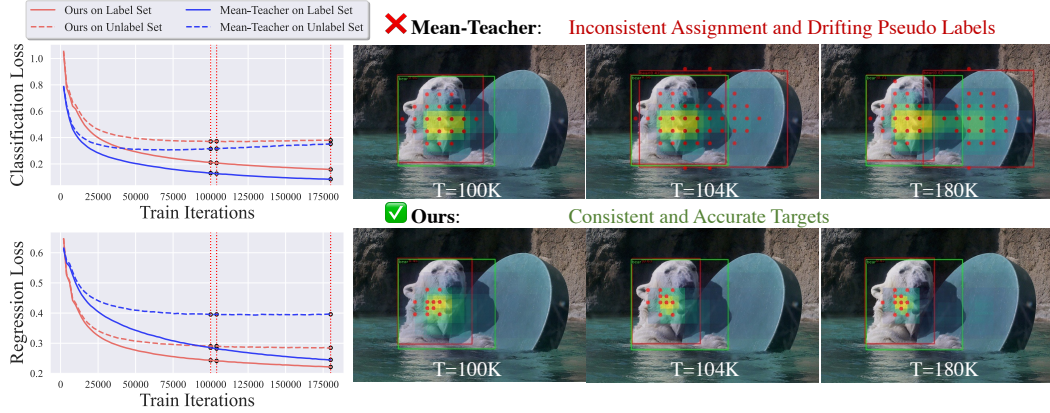 Ours on Label Set
Mean-Teacher on Label Set
Ours on Unlabel Set
Mean-Teacher on Unlabel Set
Classification Loss
1.0
0.8
0.6
0.4
0.2
0 25000 50000 75000 100000 125000 150000 175000
Train Iterations
Regression Loss
0.6
0.5
0.4
0.3
0.2
0 25000 50000 75000 100000 125000 150000 175000
Train Iterations
Mean-Teacher: Inconsistent Assignment and Drifting Pseudo Labels
T=100K
T=104K
T=180K
Ours: Consistent and Accurate Targets
T=100K
T=104K
T=180K